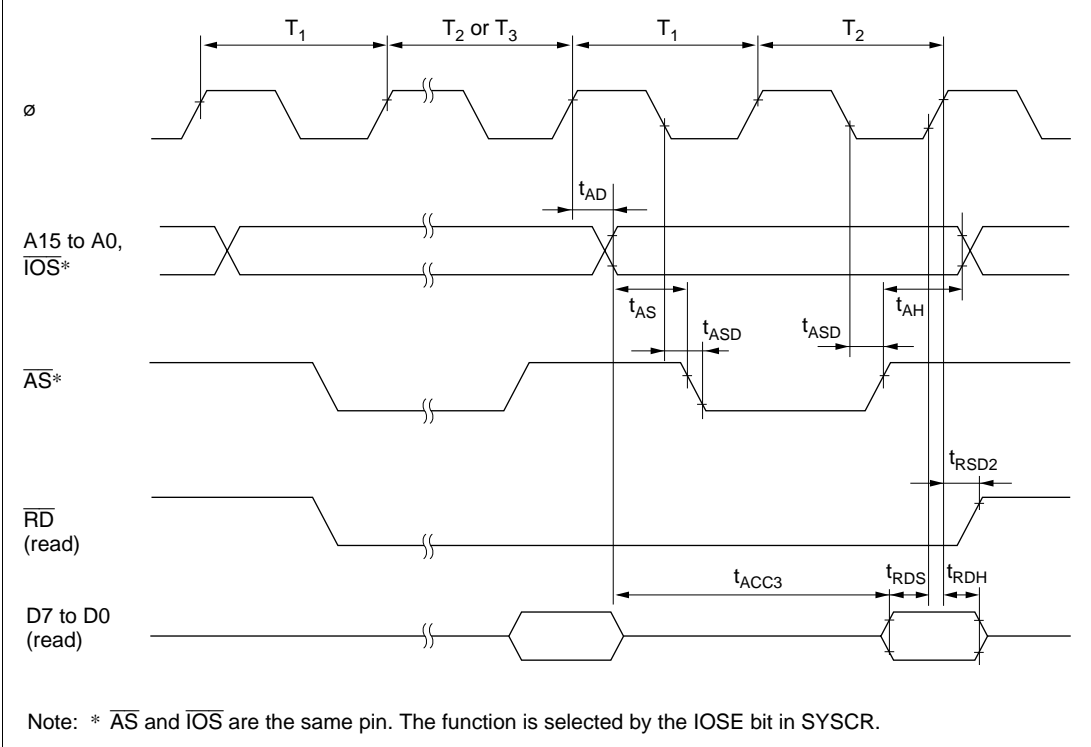 T1 T2 or T3 T1 T2
ø
tAD
A15 to A0,
IOS*
tAS tASD tASD tAH
AS*
tRSD2
RD
(read)
tACC3 tRDS tRDH
D7 to D0
(read)
Note: * AS and IOS are the same pin. The function is selected by the IOSE bit in SYSCR.